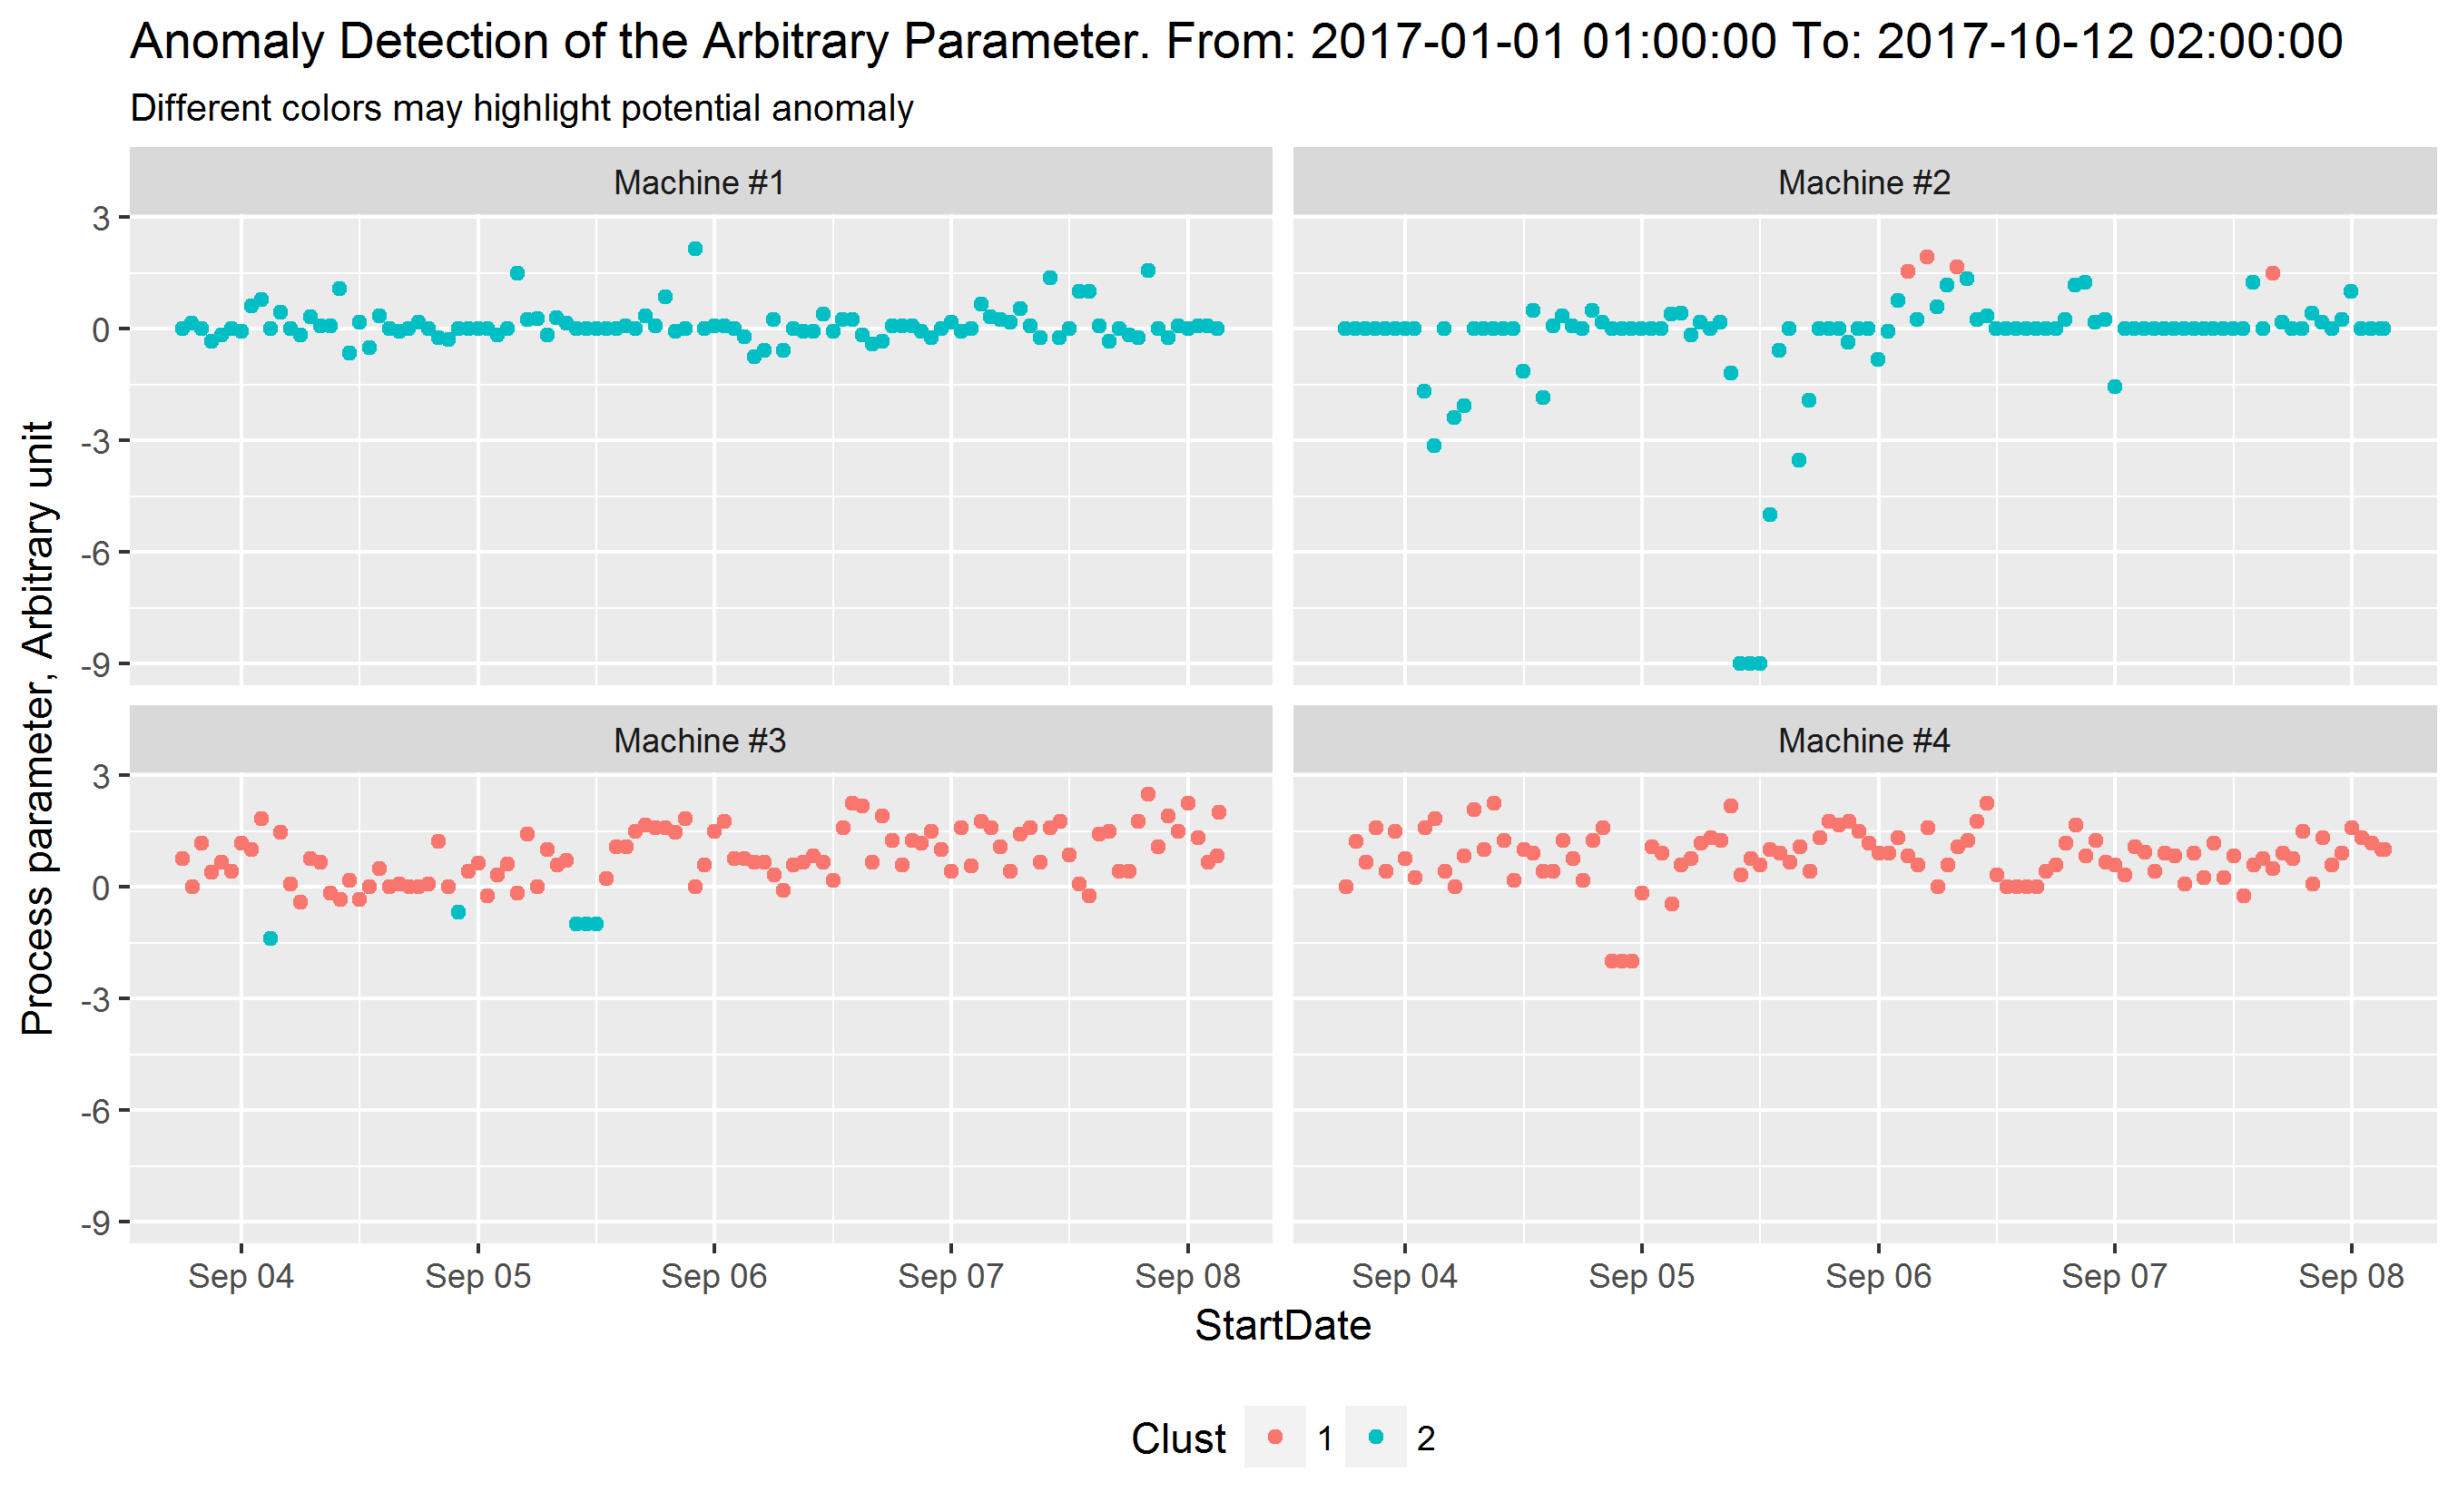 Anomaly Detection of the Arbitrary Parameter. From: 2017-01-01 01:00:00 To: 2017-10-12 02:00:00
Different colors may highlight potential anomaly
Machine #1
Machine #2
3
0
-3
-6
-9
Process parameter, Arbitrary unit
Machine #3
Machine #4
3
0
-3
-6
-9
Sep 04 Sep 05 Sep 06 Sep 07 Sep 08
Sep 04 Sep 05 Sep 06 Sep 07 Sep 08
StartDate
Clust 1 2